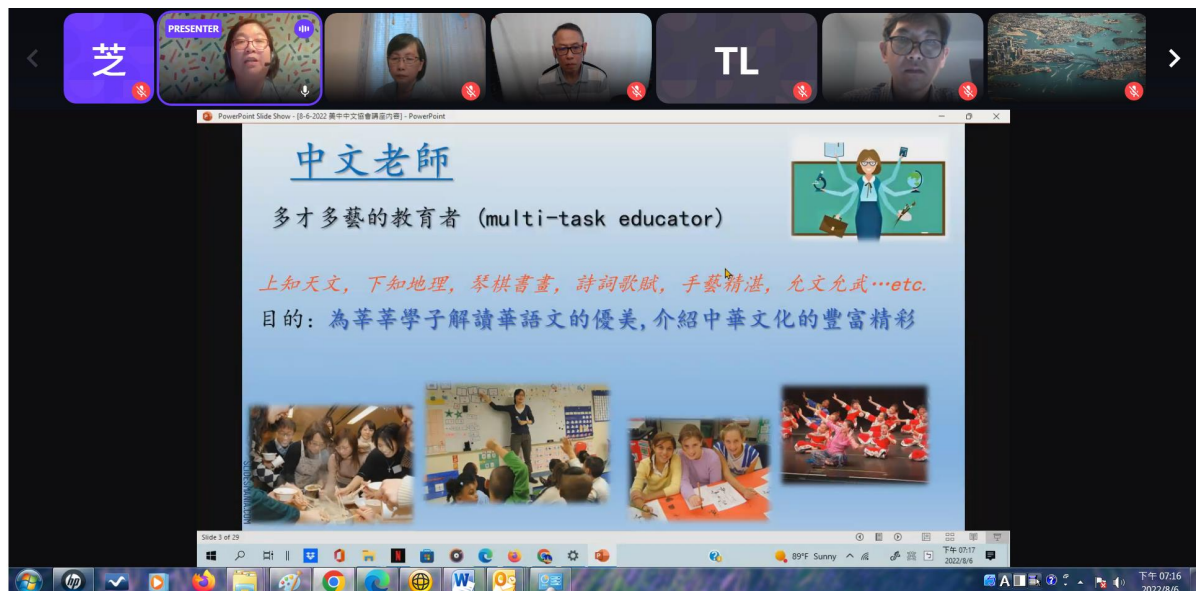 芝
PRESENTER
TL
PowerPoint Slide Show - [8-6-2022 美中中文協會講座內容] - PowerPoint
中文老師
多才多藝的教育者 (multi-task educator)
上知天文, 下知地理, 琴棋書畫, 詩詞歌賦, 手藝精湛, 允文允武…etc.
目的: 為莘莘學子解讀華語文的優美,介紹中華文化的豐富精彩
SLIDESMANIA.COM
Slide 3 of 29
89°F Sunny
下午 07:17
2022/8/6
下午 07:16
2022/8/6